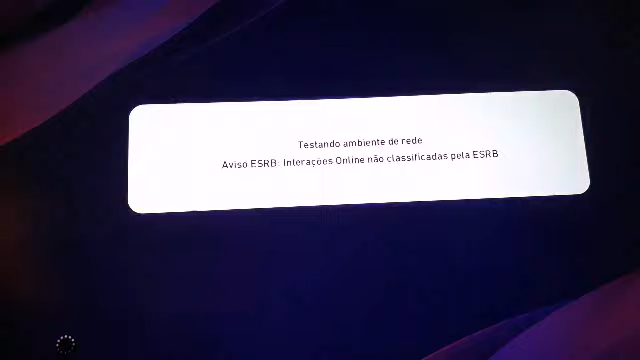 Testando ambiente de rede
Aviso ESRB: Interações Online não classificadas pela ESRB